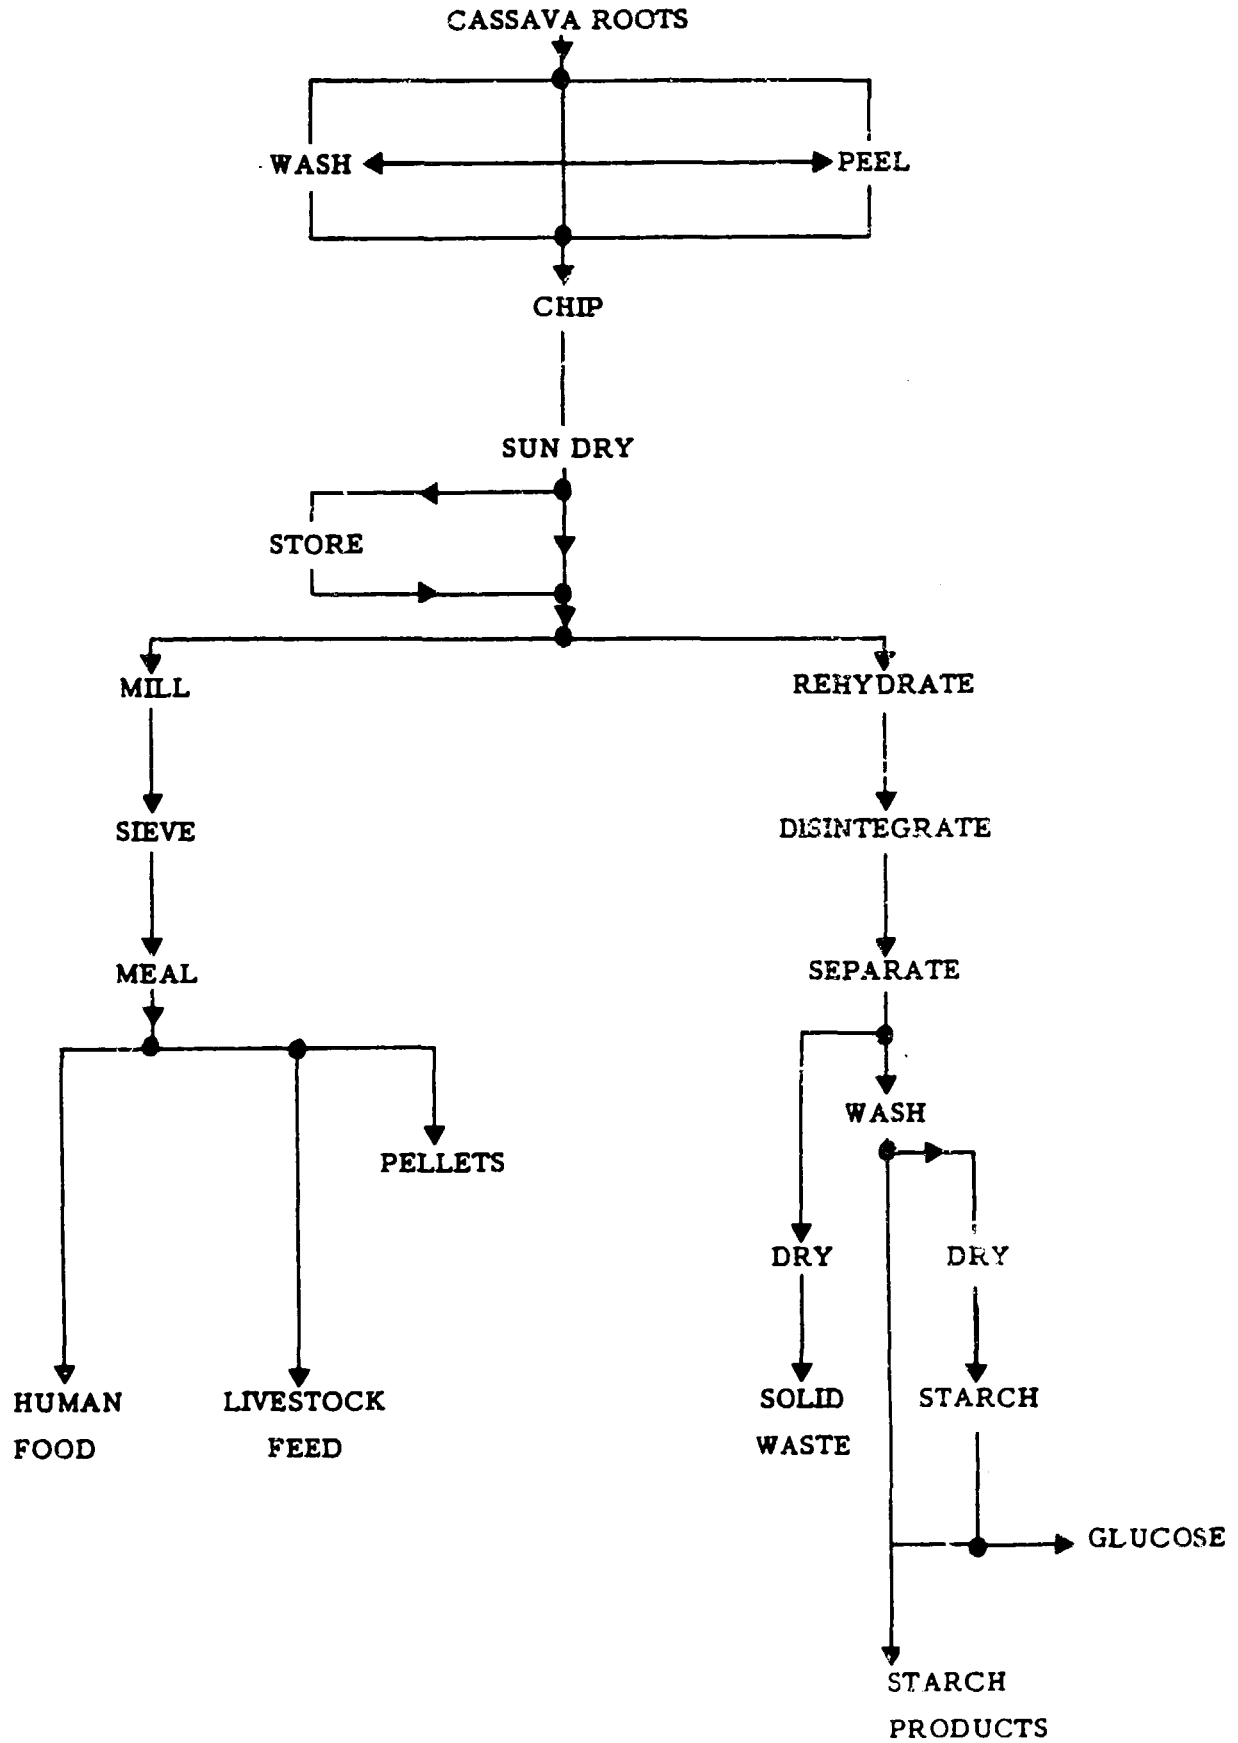 CASSAVA ROOTS
WASH
PEEL
CHIP
SUN DRY
STORE
MILL
REHYDRATE
SIEVE
DISINTEGRATE
MEAL
SEPARATE
WASH
PELLETS
DRY
DRY
HUMAN
FOOD
LIVESTOCK
FEED
SOLID
WASTE
STARCH
GLUCOSE
STARCH
PRODUCTS